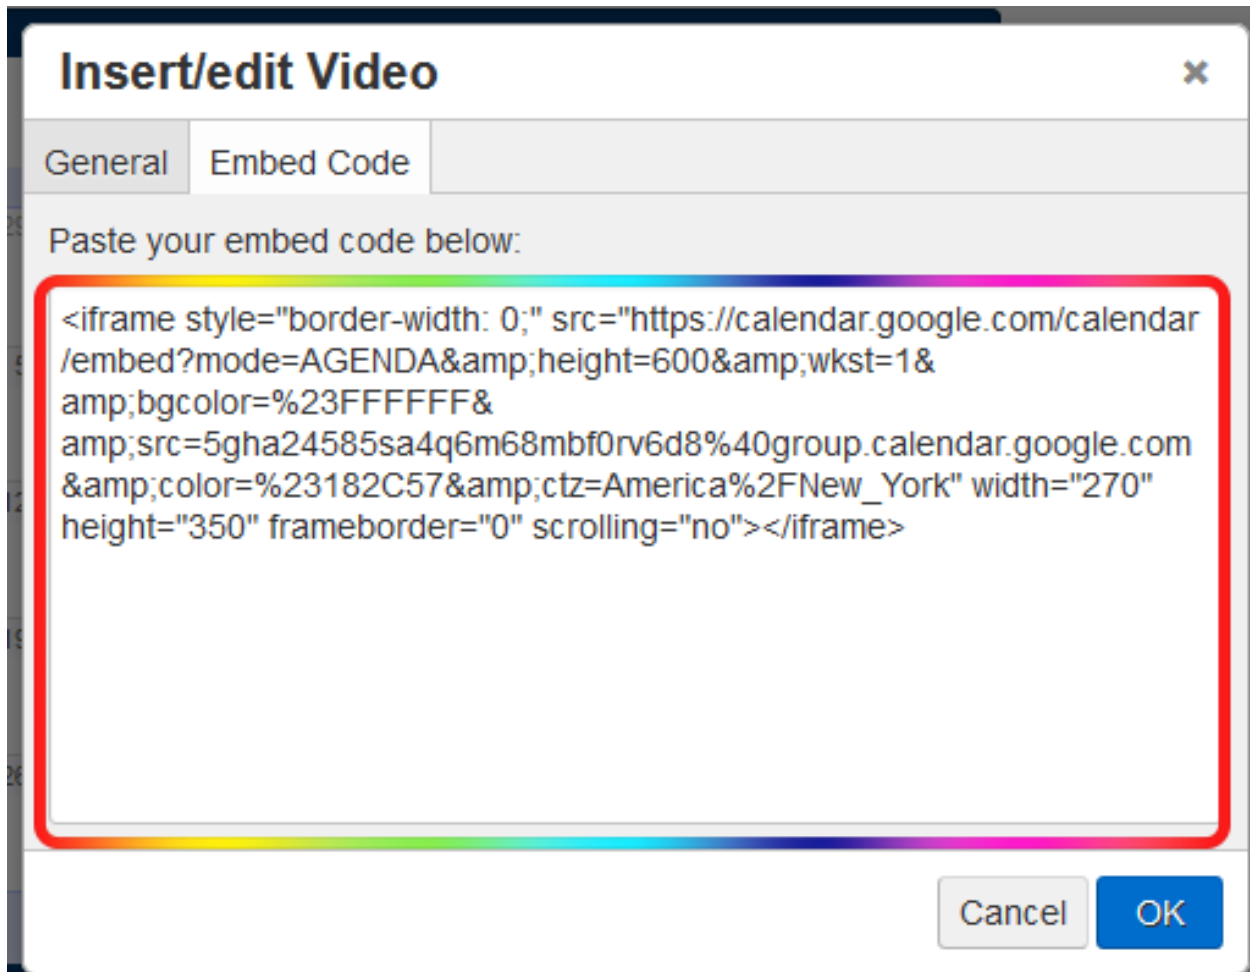 Insert/edit Video
General
Embed Code
Paste your embed code below:
<iframe style="border-width: 0;" src="https://calendar.google.com/calendar
/embed?mode=AGENDA&amp;height=600&amp;wkst=1&
amp;bgcolor=%23FFFFFF&
amp;src=5gha24585sa4q6m68mbf0rv6d8%40group.calendar.google.com
&amp;color=%23182C57&amp;ctz=America%2FNew_York" width="270"
height="350" frameborder="0" scrolling="no"></iframe>
Cancel
OK